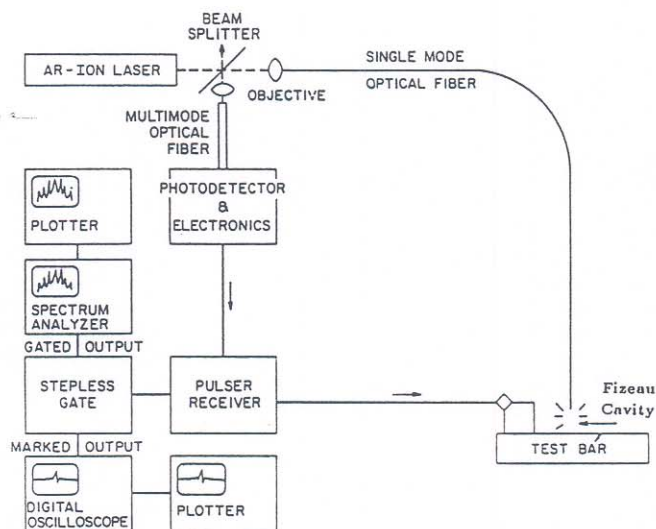 BEAM
SPLITTER
AR-ION LASER
SINGLE MODE
OPTICAL FIBER
OBJECTIVE
MULTIMODE
OPTICAL
FIBER
PHOTODETECTOR
&
ELECTRONICS
PLOTTER
SPECTRUM
ANALYZER
GATED OUTPUT
STEPLESS
GATE
PULSER
RECEIVER
Fizeau
Cavity
TEST BAR
MARKED OUTPUT
DIGITAL
OSCILLOSCOPE
PLOTTER